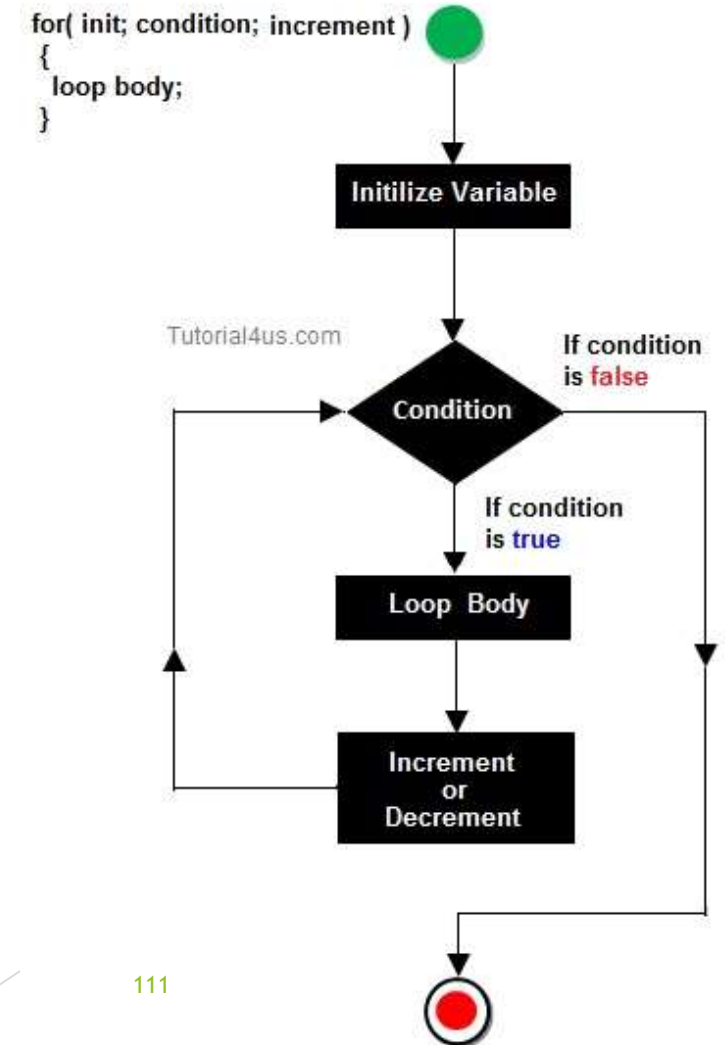 for( init; condition; increment )
{
loop body;
}
Initilize Variable
Tutorial4us.com
If condition
is false
Condition
If condition
is true
Loop Body
Increment
or
Decrement
111